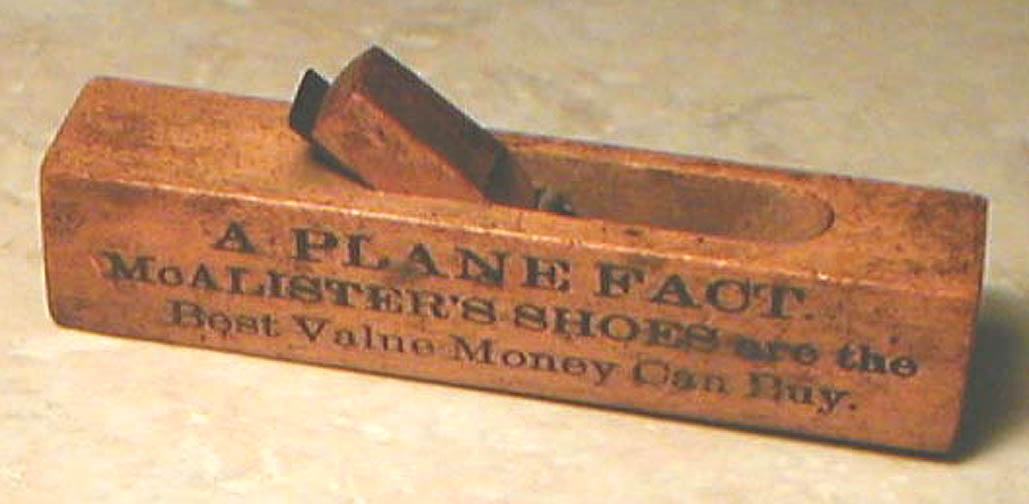 A PLANE FACT.
McALISTER'S SHOES are the
Best Value Money Can Buy.